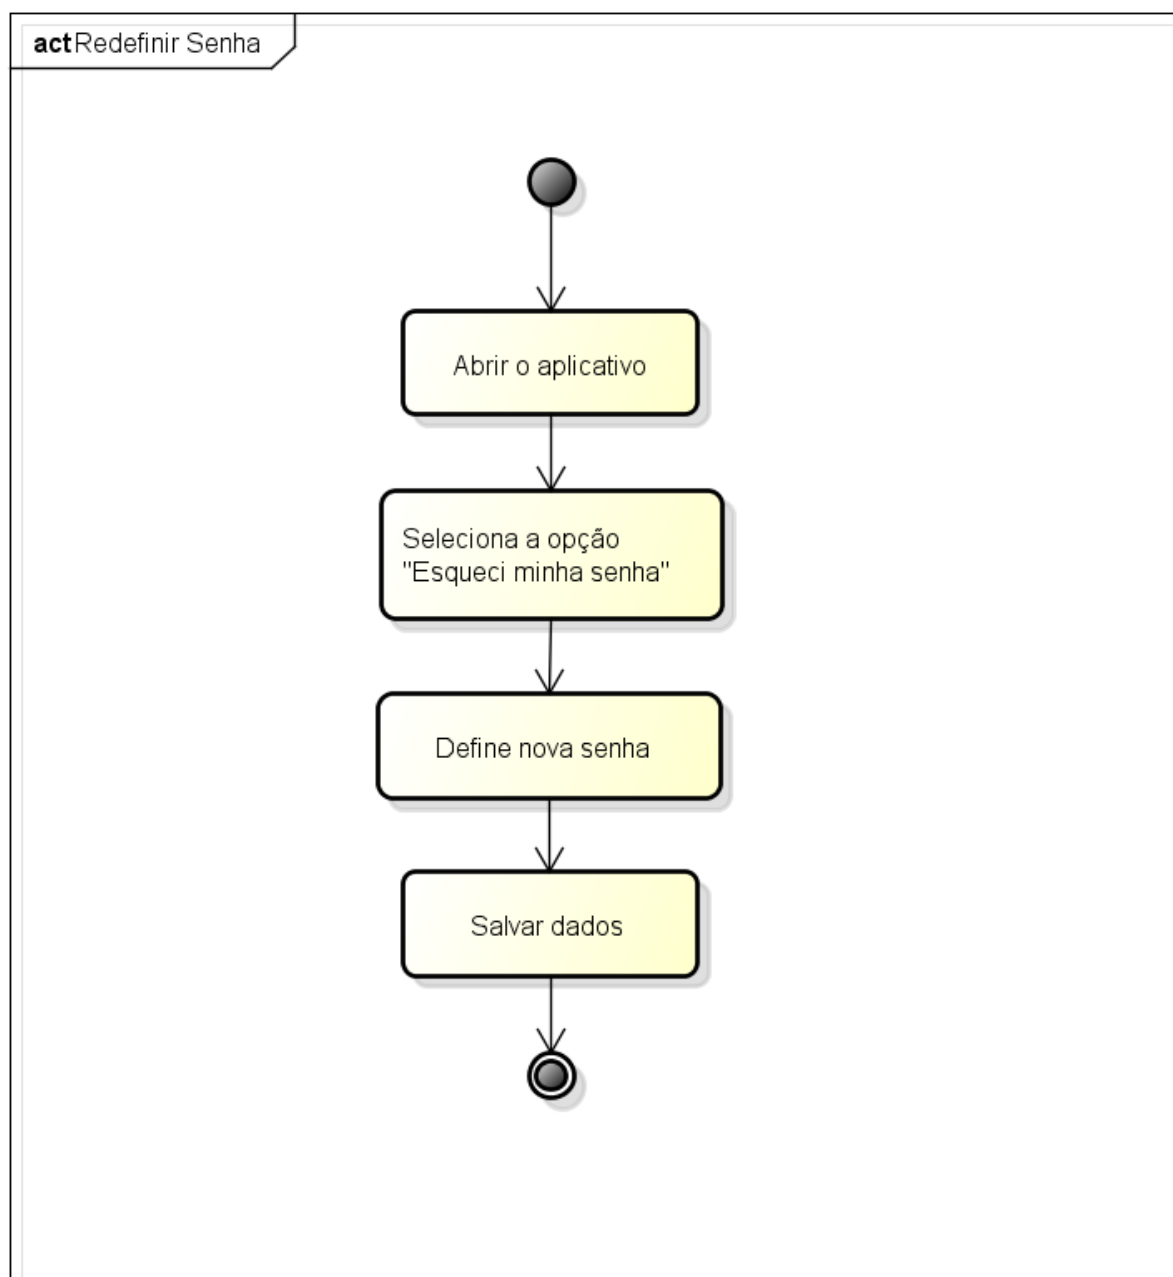 act Redefinir Senha
Abrir o aplicativo
Seleciona a opção
"Esqueci minha senha"
Define nova senha
Salvar dados